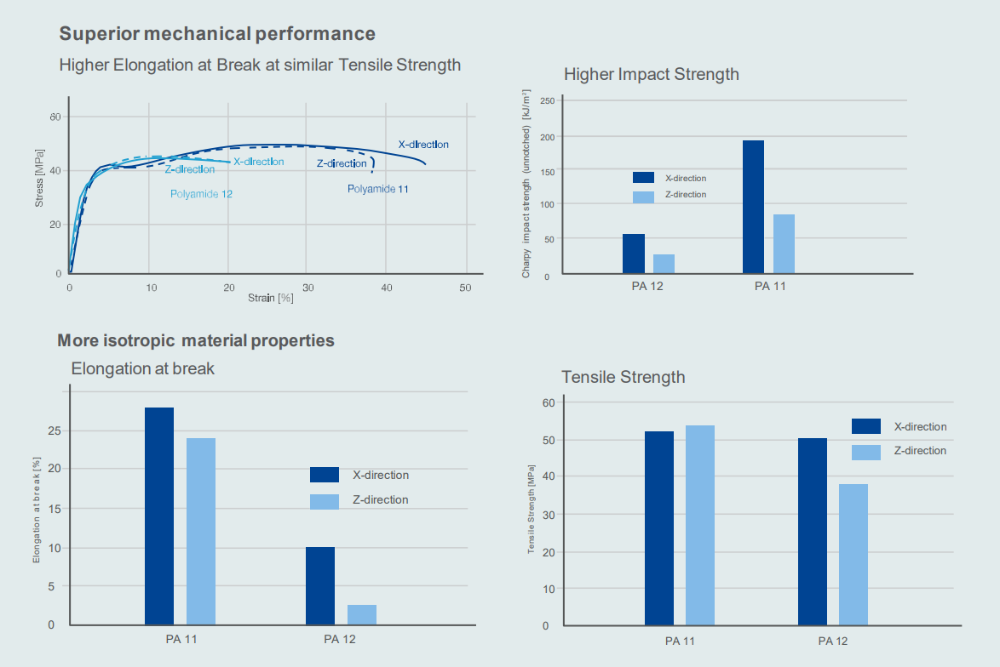 Superior mechanical performance
Higher Elongation at Break at similar Tensile Strength
Stress [MPa]
60
40
20
0
0 10 20 30 40 50
Strain [%]
X-direction
Z-direction
Polyamide 12
X-direction
Z-direction
Polyamide 11
Higher Impact Strength
Charpy impact strength (unnotched) [kJ/m²]
250
200
150
100
50
0
X-direction
Z-direction
PA 12 PA 11
More isotropic material properties
Elongation at break
Elongation at break [%]
25
20
15
10
5
0
X-direction
Z-direction
PA 11 PA 12
Tensile Strength
Tensile Strength [MPa]
60
50
40
30
20
10
0
X-direction
Z-direction
PA 11 PA 12